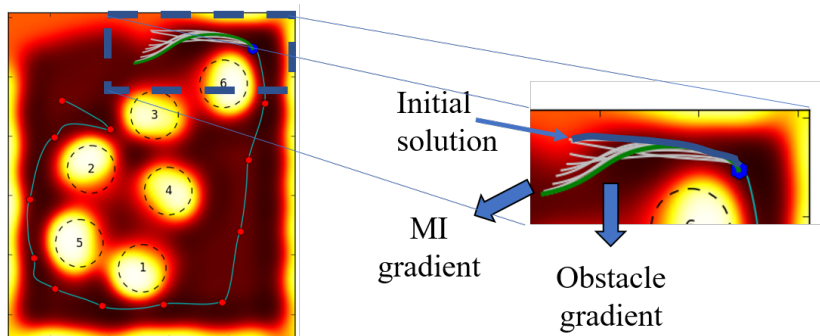 6
3
2
4
5
1
Initial
solution
MI
gradient
Obstacle
gradient